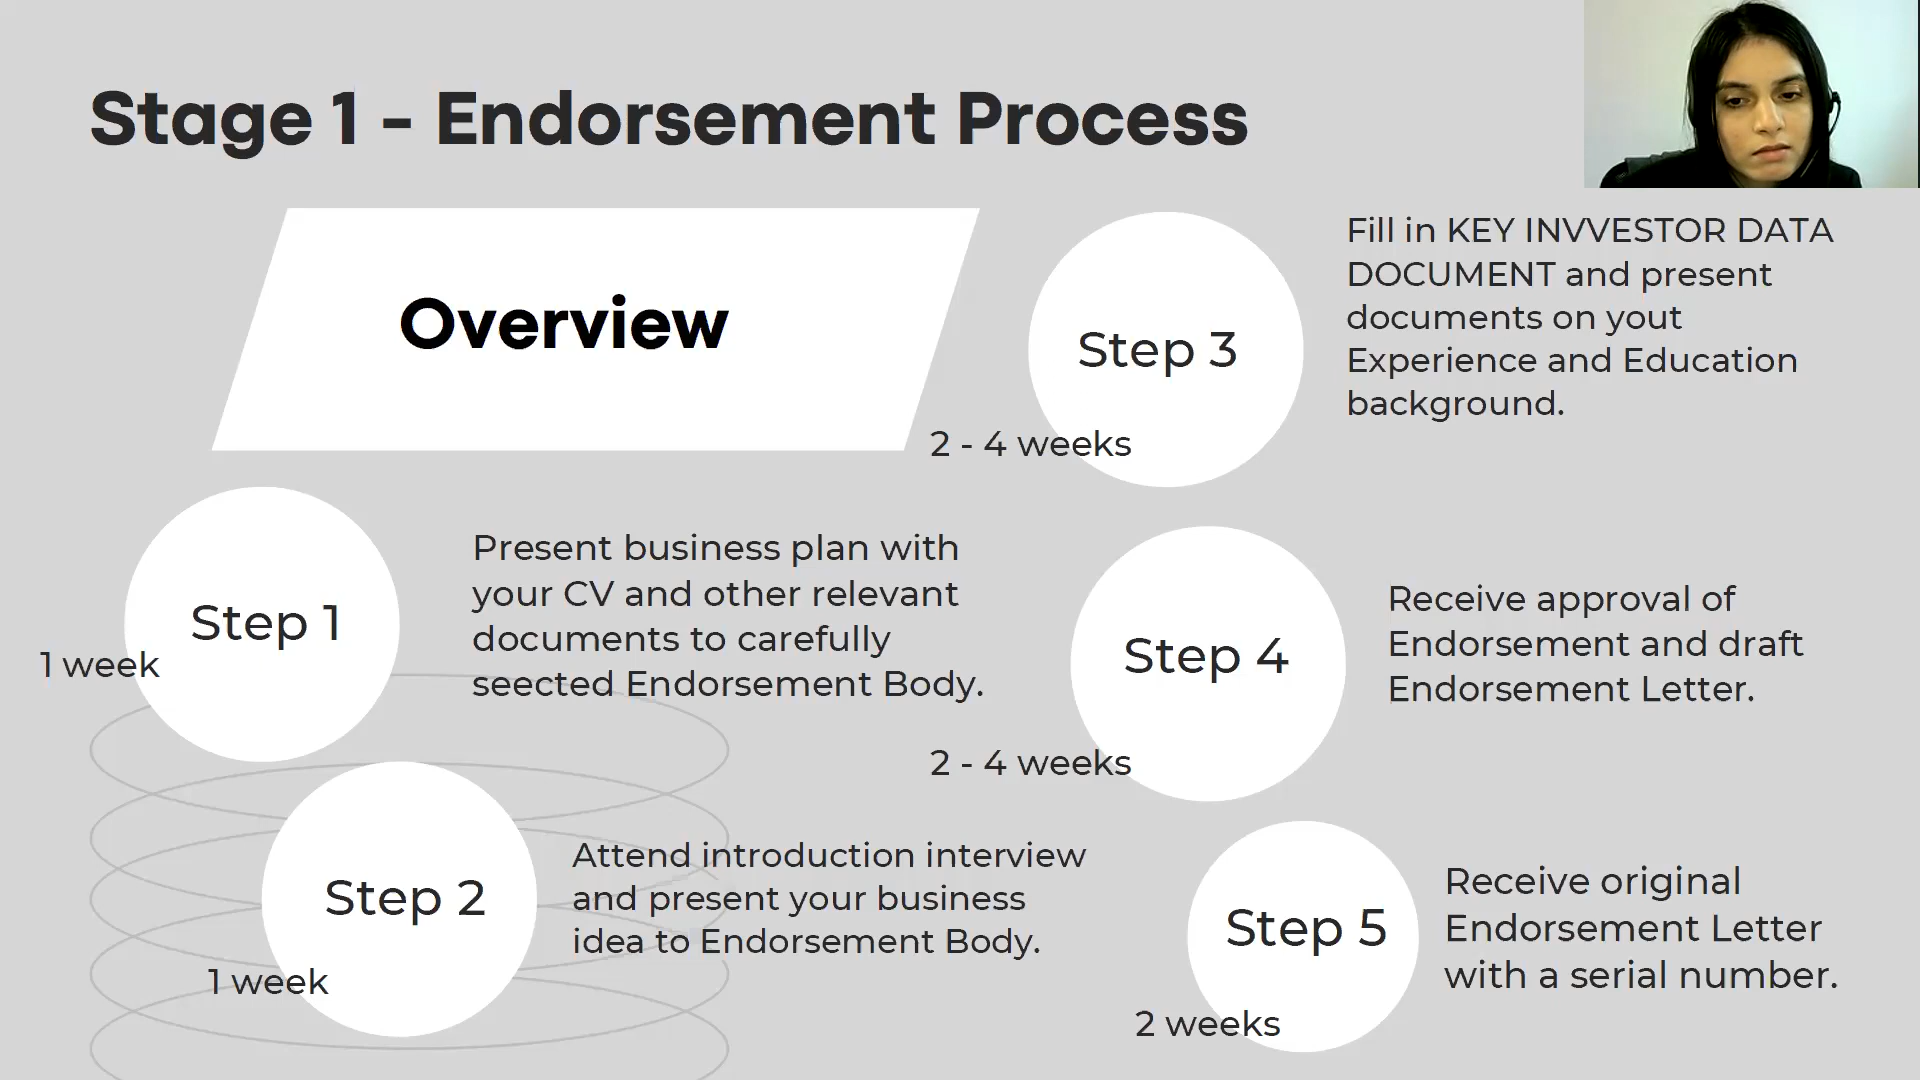 Stage 1 - Endorsement Process
Overview
Step 1
1 week
Present business plan with
your CV and other relevant
documents to carefully
seected Endorsement Body.
Step 2
1 week
Attend introduction interview
and present your business
idea to Endorsement Body.
Step 3
2 - 4 weeks
Fill in KEY INVVESTOR DATA
DOCUMENT and present
documents on yout
Experience and Education
background.
Step 4
2 - 4 weeks
Receive approval of
Endorsement and draft
Endorsement Letter.
Step 5
2 weeks
Receive original
Endorsement Letter
with a serial number.